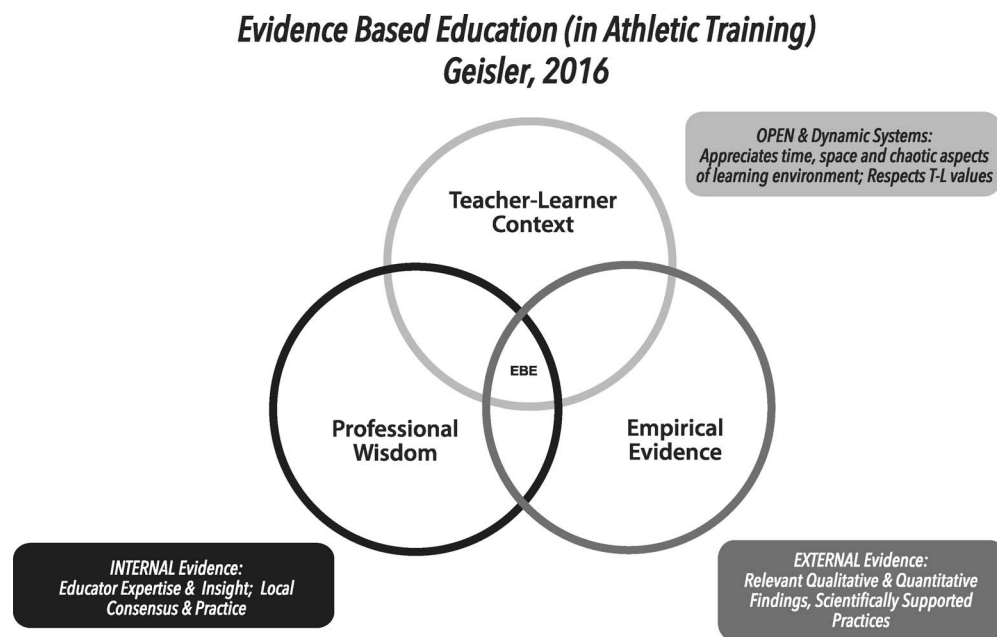 Evidence Based Education (in Athletic Training)
Geisler, 2016
OPEN & Dynamic Systems:
Appreciates time, space and chaotic aspects
of learning environment; Respects T-L values
Teacher-Learner
Context
EBE
Professional
Wisdom
Empirical
Evidence
INTERNAL Evidence:
Educator Expertise & Insight; Local
Consensus & Practice
EXTERNAL Evidence:
Relevant Qualitative & Quantitative
Findings, Scientifically Supported
Practices